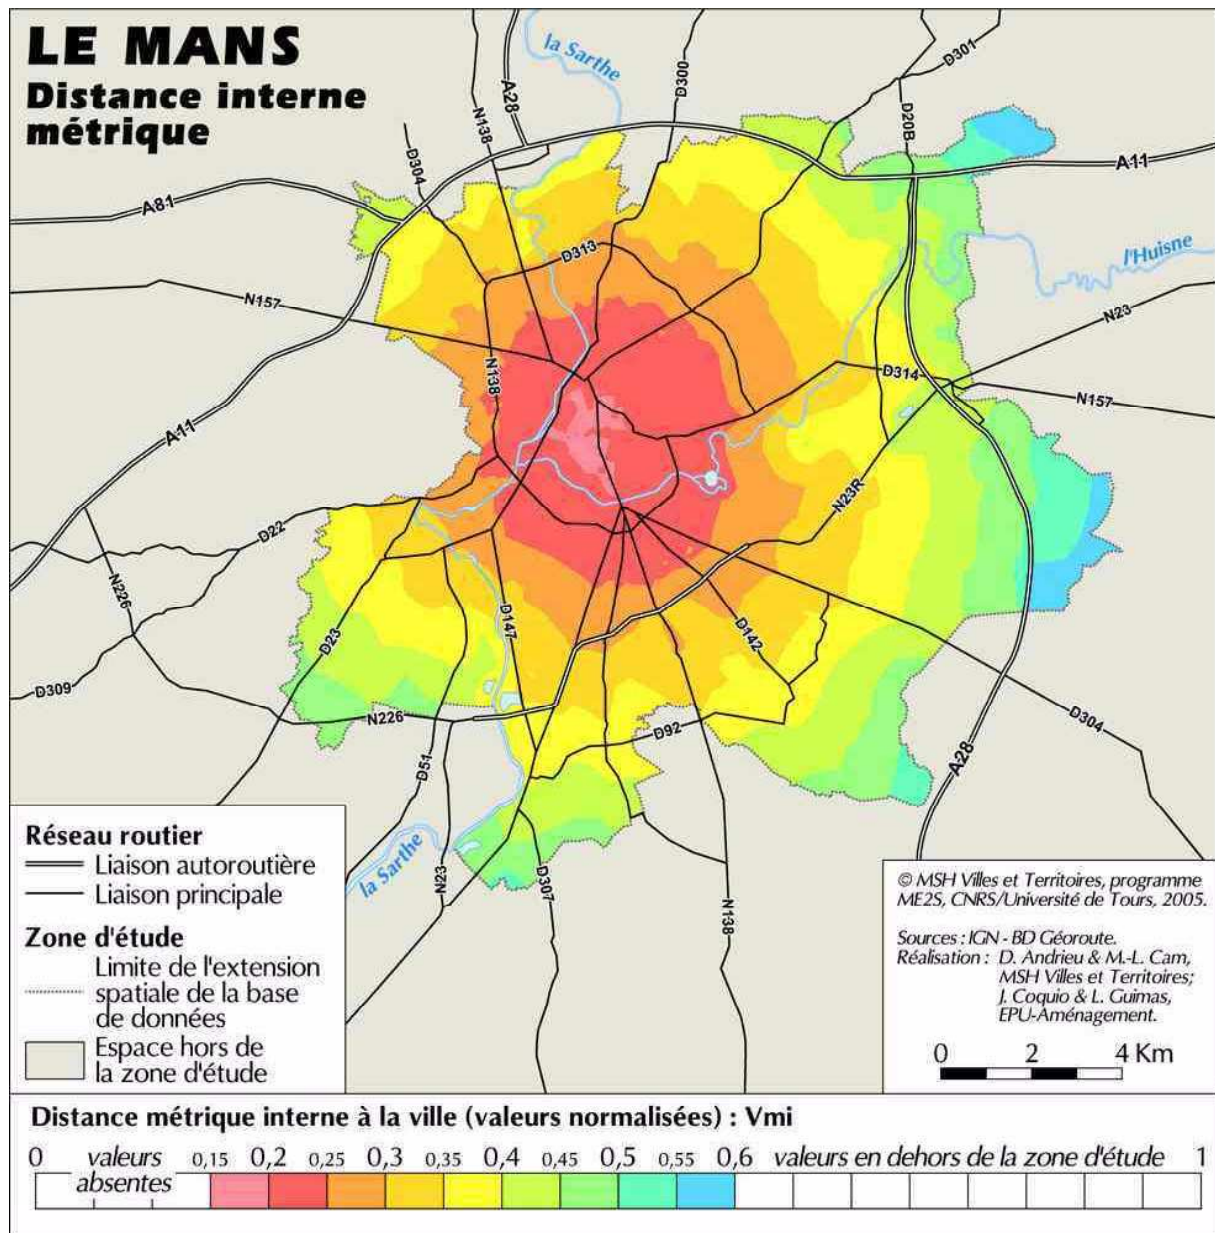 LE MANS
Distance interne
métrique
la Sarthe
D301
D300
A28
N138
D20B
D304
A11
A81
l'Huisne
D313
N157
N23
N138
D314
N157
A11
N23R
D22
N226
D147
D23
D142
D309
N226
D92
D304
D51
A28
la Sarthe
N23
D307
N138
Réseau routier
Liaison autoroutière
Liaison principale
Zone d'étude
Limite de l'extension
spatiale de la base
de données
Espace hors de
la zone d'étude
© MSH Villes et Territoires, programme
ME2S, CNRS/Université de Tours, 2005.
Sources : IGN - BD Géoroute.
Réalisation : D. Andrieu & M.-L. Cam,
MSH Villes et Territoires;
J. Coquio & L. Guimas,
EPU-Aménagement.
0 2 4 Km
Distance métrique interne à la ville (valeurs normalisées) : Vmi
0 valeurs 0,15 0,2 0,25 0,3 0,35 0,4 0,45 0,5 0,55 0,6 valeurs en dehors de la zone d'étude 1
absentes